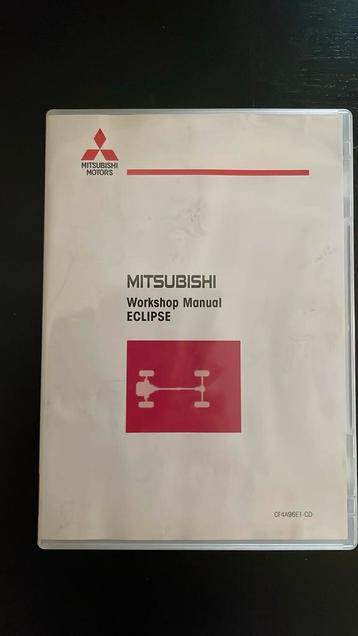 MITSUBISHI
MOTORS
MITSUBISHI
Workshop Manual
ECLIPSE
CF4A96E1-CD